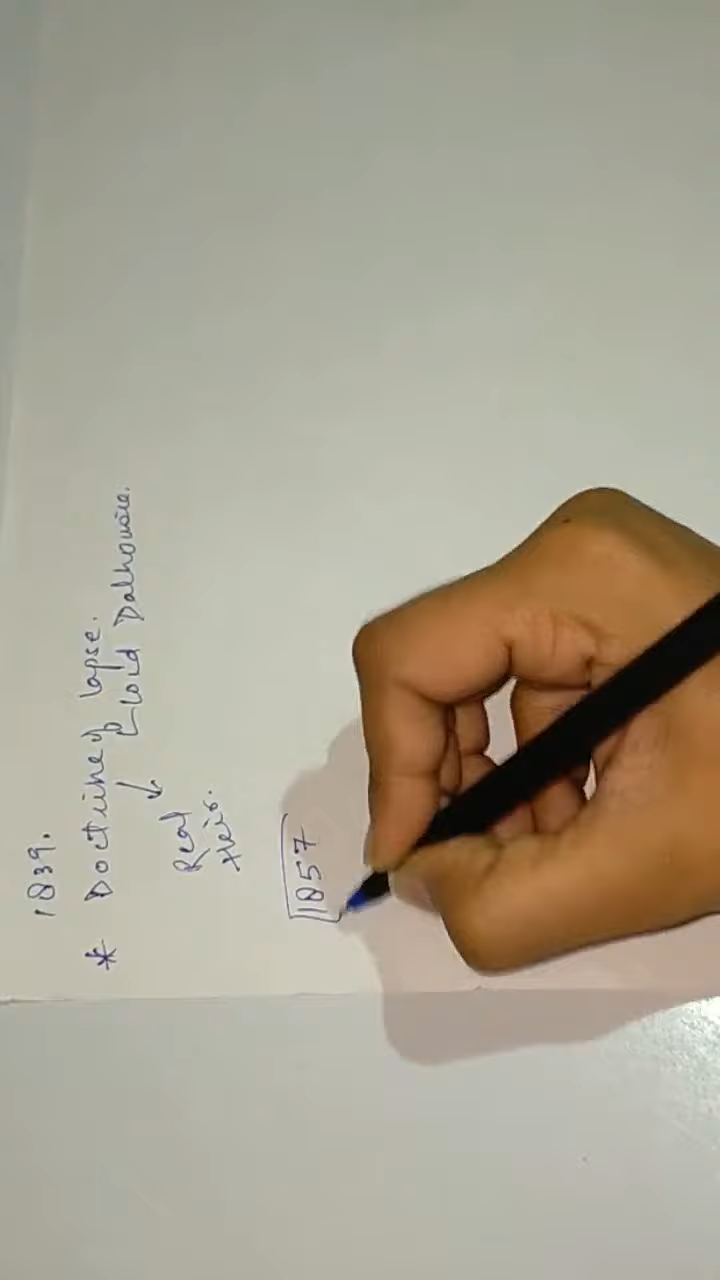 1839.
* Doctrine of lapse.
Lord Dalhousie.
Real
Heir.
1857